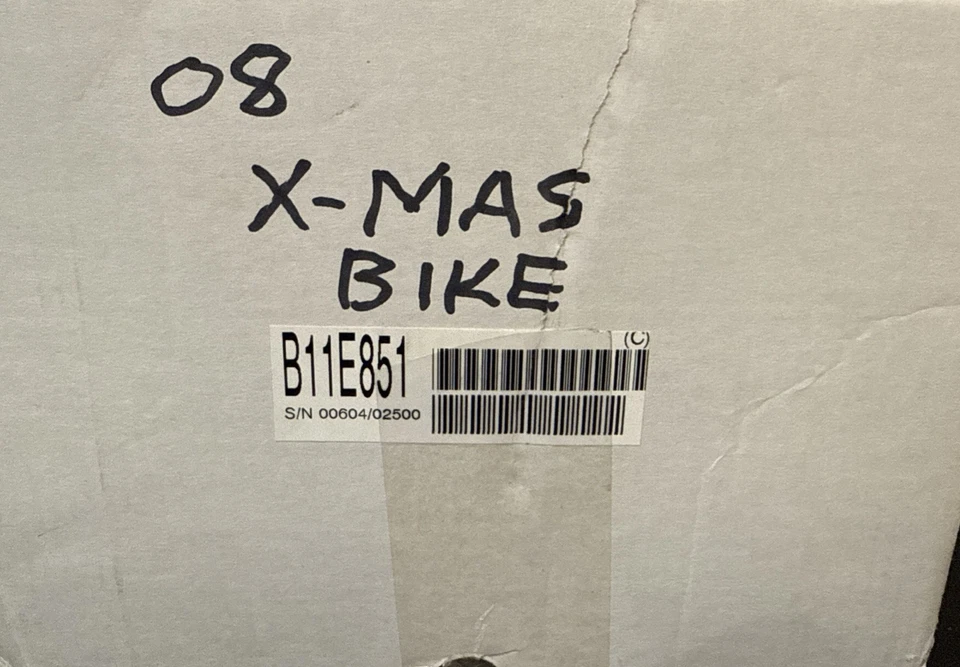 08
X-MAS
BIKE
(C)
B11E851
S/N 00604/02500